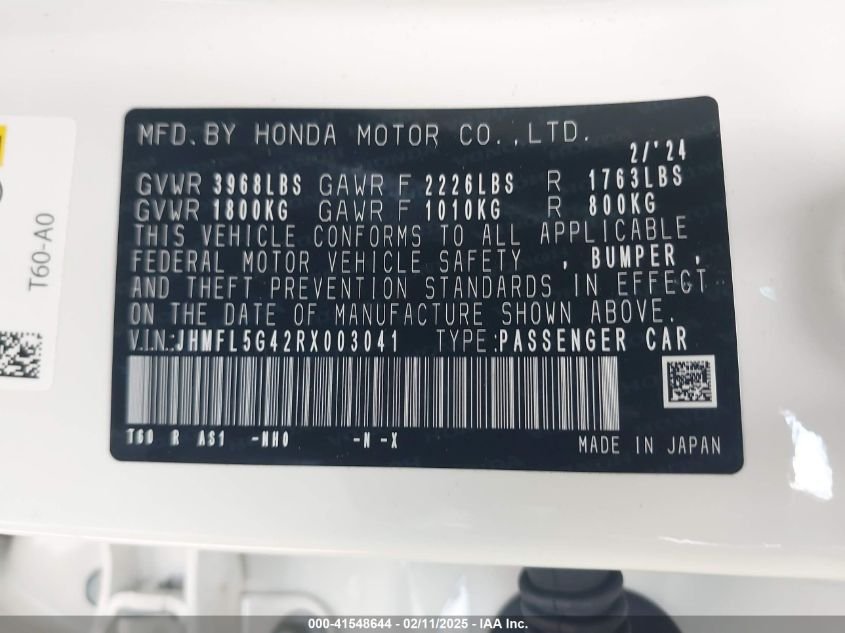 MFD. BY HONDA MOTOR CO.,LTD.
2/'24
GVWR 3968LBS GAWR F 2226LBS R 1763LBS
GVWR 1800KG GAWR F 1010KG R 800KG
THIS VEHICLE CONFORMS TO ALL APPLICABLE
FEDERAL MOTOR VEHICLE SAFETY , BUMPER ,
AND THEFT PREVENTION STANDARDS IN EFFECT
ON THE DATE OF MANUFACTURE SHOWN ABOVE.
V.I.N.:JHMFL5G42RX003041 TYPE:PASSENGER CAR
T60 R AS1 -NH0 -N -X
MADE IN JAPAN
T60-A0
000-41548644 - 02/11/2025 - IAA Inc.